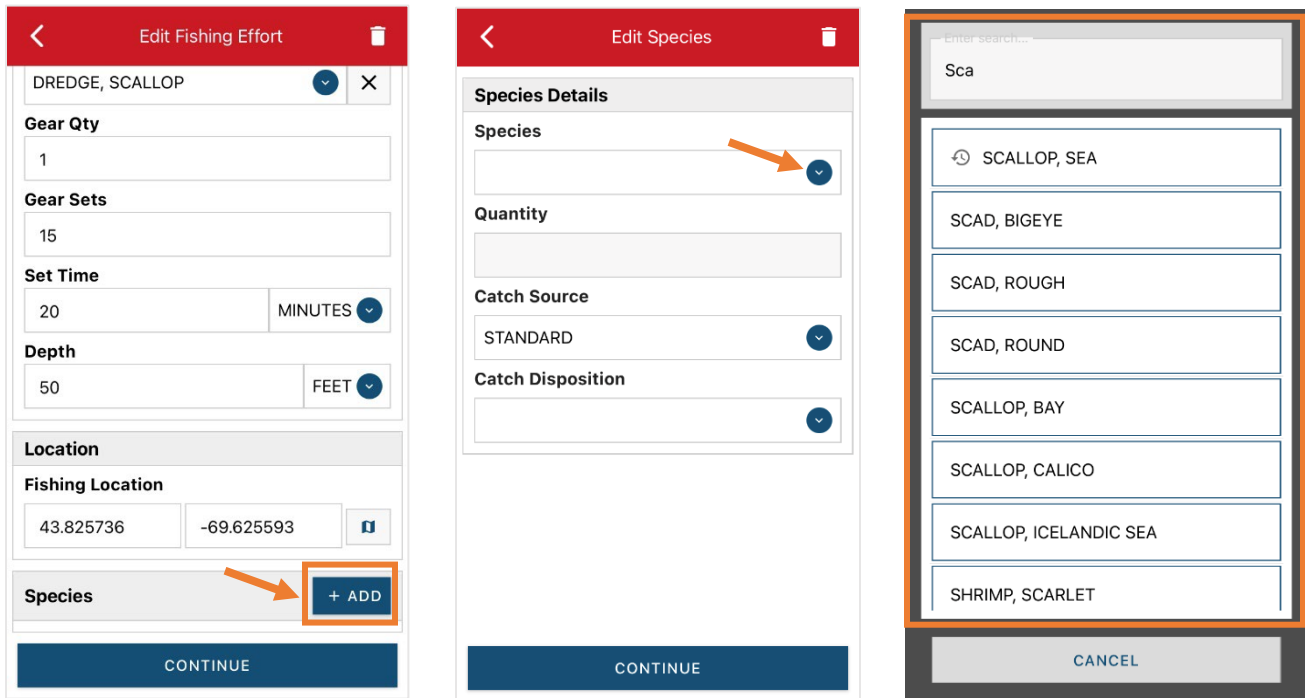 Edit Fishing Effort
DREDGE, SCALLOP
Gear Qty
1
Gear Sets
15
Set Time
20 MINUTES
Depth
50 FEET
Location
Fishing Location
43.825736 -69.625593
Species + ADD
CONTINUE
Edit Species
Species Details
Species
Quantity
Catch Source
STANDARD
Catch Disposition
CONTINUE
Enter search...
Sca
SCALLOP, SEA
SCAD, BIGEYE
SCAD, ROUGH
SCAD, ROUND
SCALLOP, BAY
SCALLOP, CALICO
SCALLOP, ICELANDIC SEA
SHRIMP, SCARLET
CANCEL